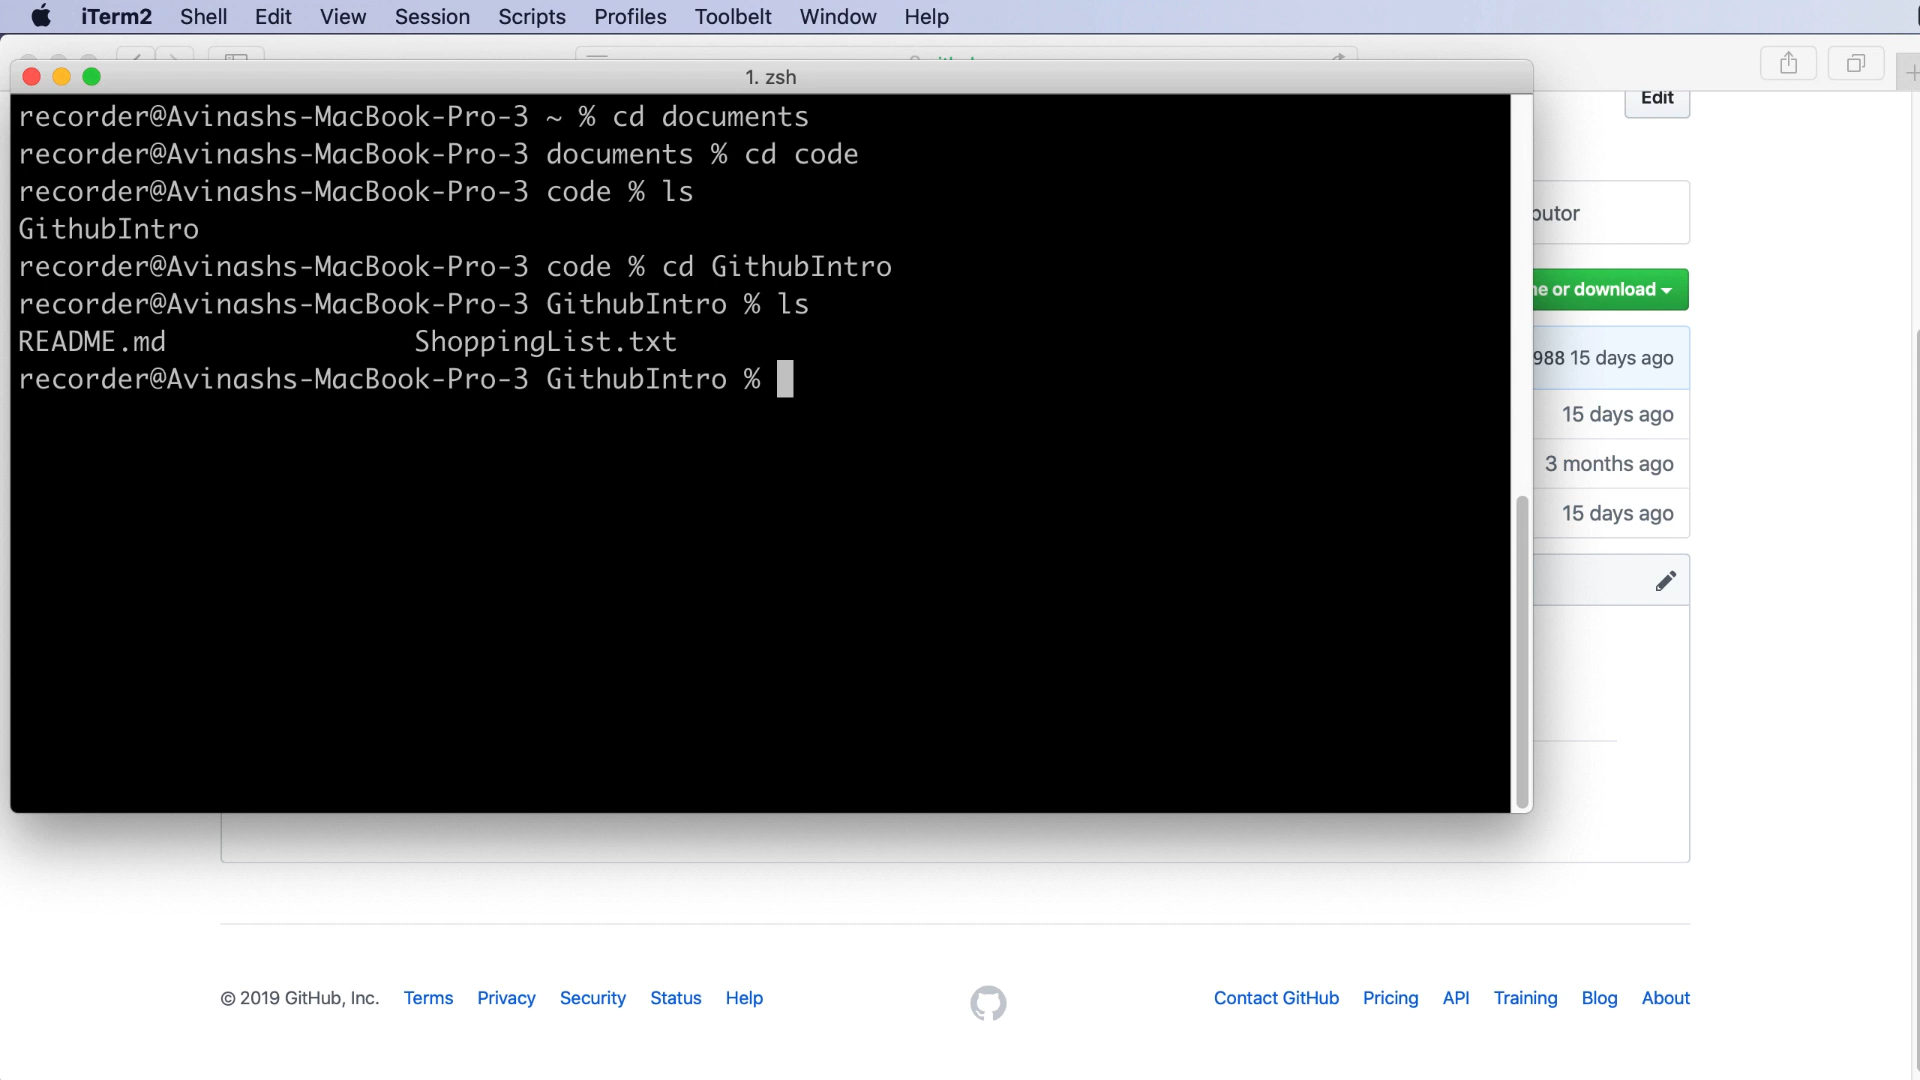 iTerm2 Shell Edit View Session Scripts Profiles Toolbelt Window Help
1. zsh
recorder@Avinashs-MacBook-Pro-3 ~ % cd documents
recorder@Avinashs-MacBook-Pro-3 documents % cd code
recorder@Avinashs-MacBook-Pro-3 code % ls
GithubIntro
recorder@Avinashs-MacBook-Pro-3 code % cd GithubIntro
recorder@Avinashs-MacBook-Pro-3 GithubIntro % ls
README.md ShoppingList.txt
recorder@Avinashs-MacBook-Pro-3 GithubIntro %
Edit
butor
ne or download
988 15 days ago
15 days ago
3 months ago
15 days ago
© 2019 GitHub, Inc. Terms Privacy Security Status Help Contact GitHub Pricing API Training Blog About